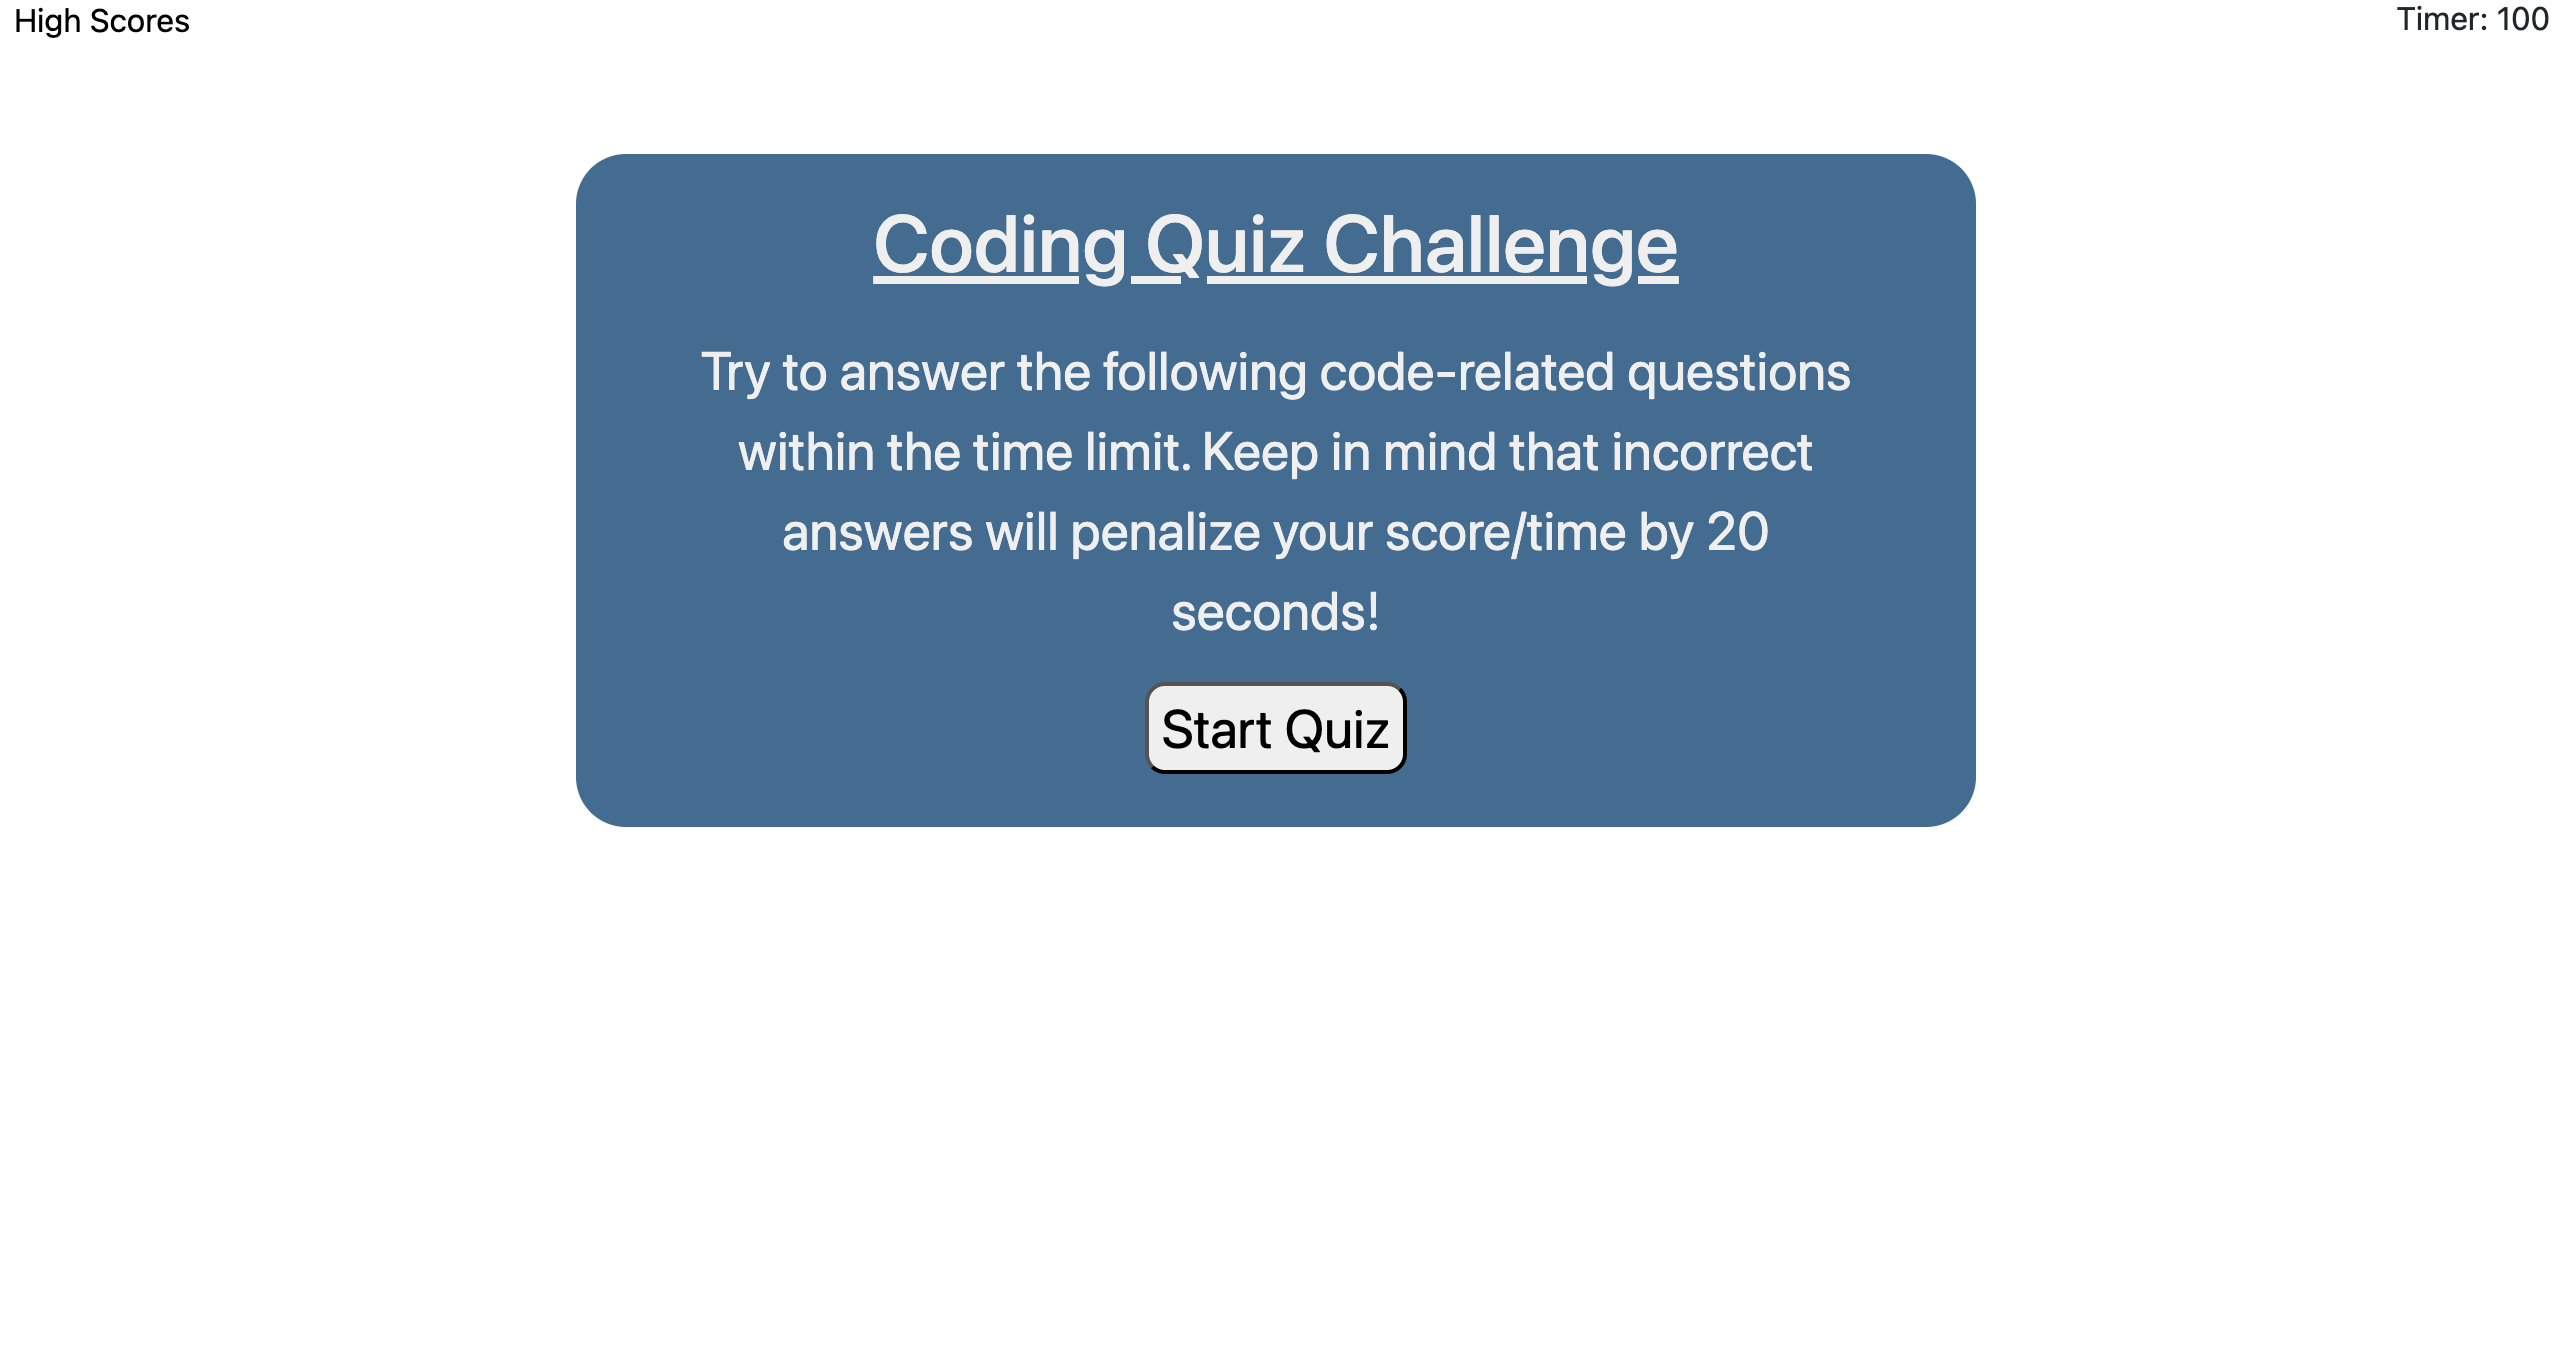 High Scores
Timer: 100
Coding Quiz Challenge
Try to answer the following code-related questions
within the time limit. Keep in mind that incorrect
answers will penalize your score/time by 20
seconds!
Start Quiz